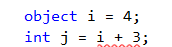 object i = 4;
int j = i + 3;